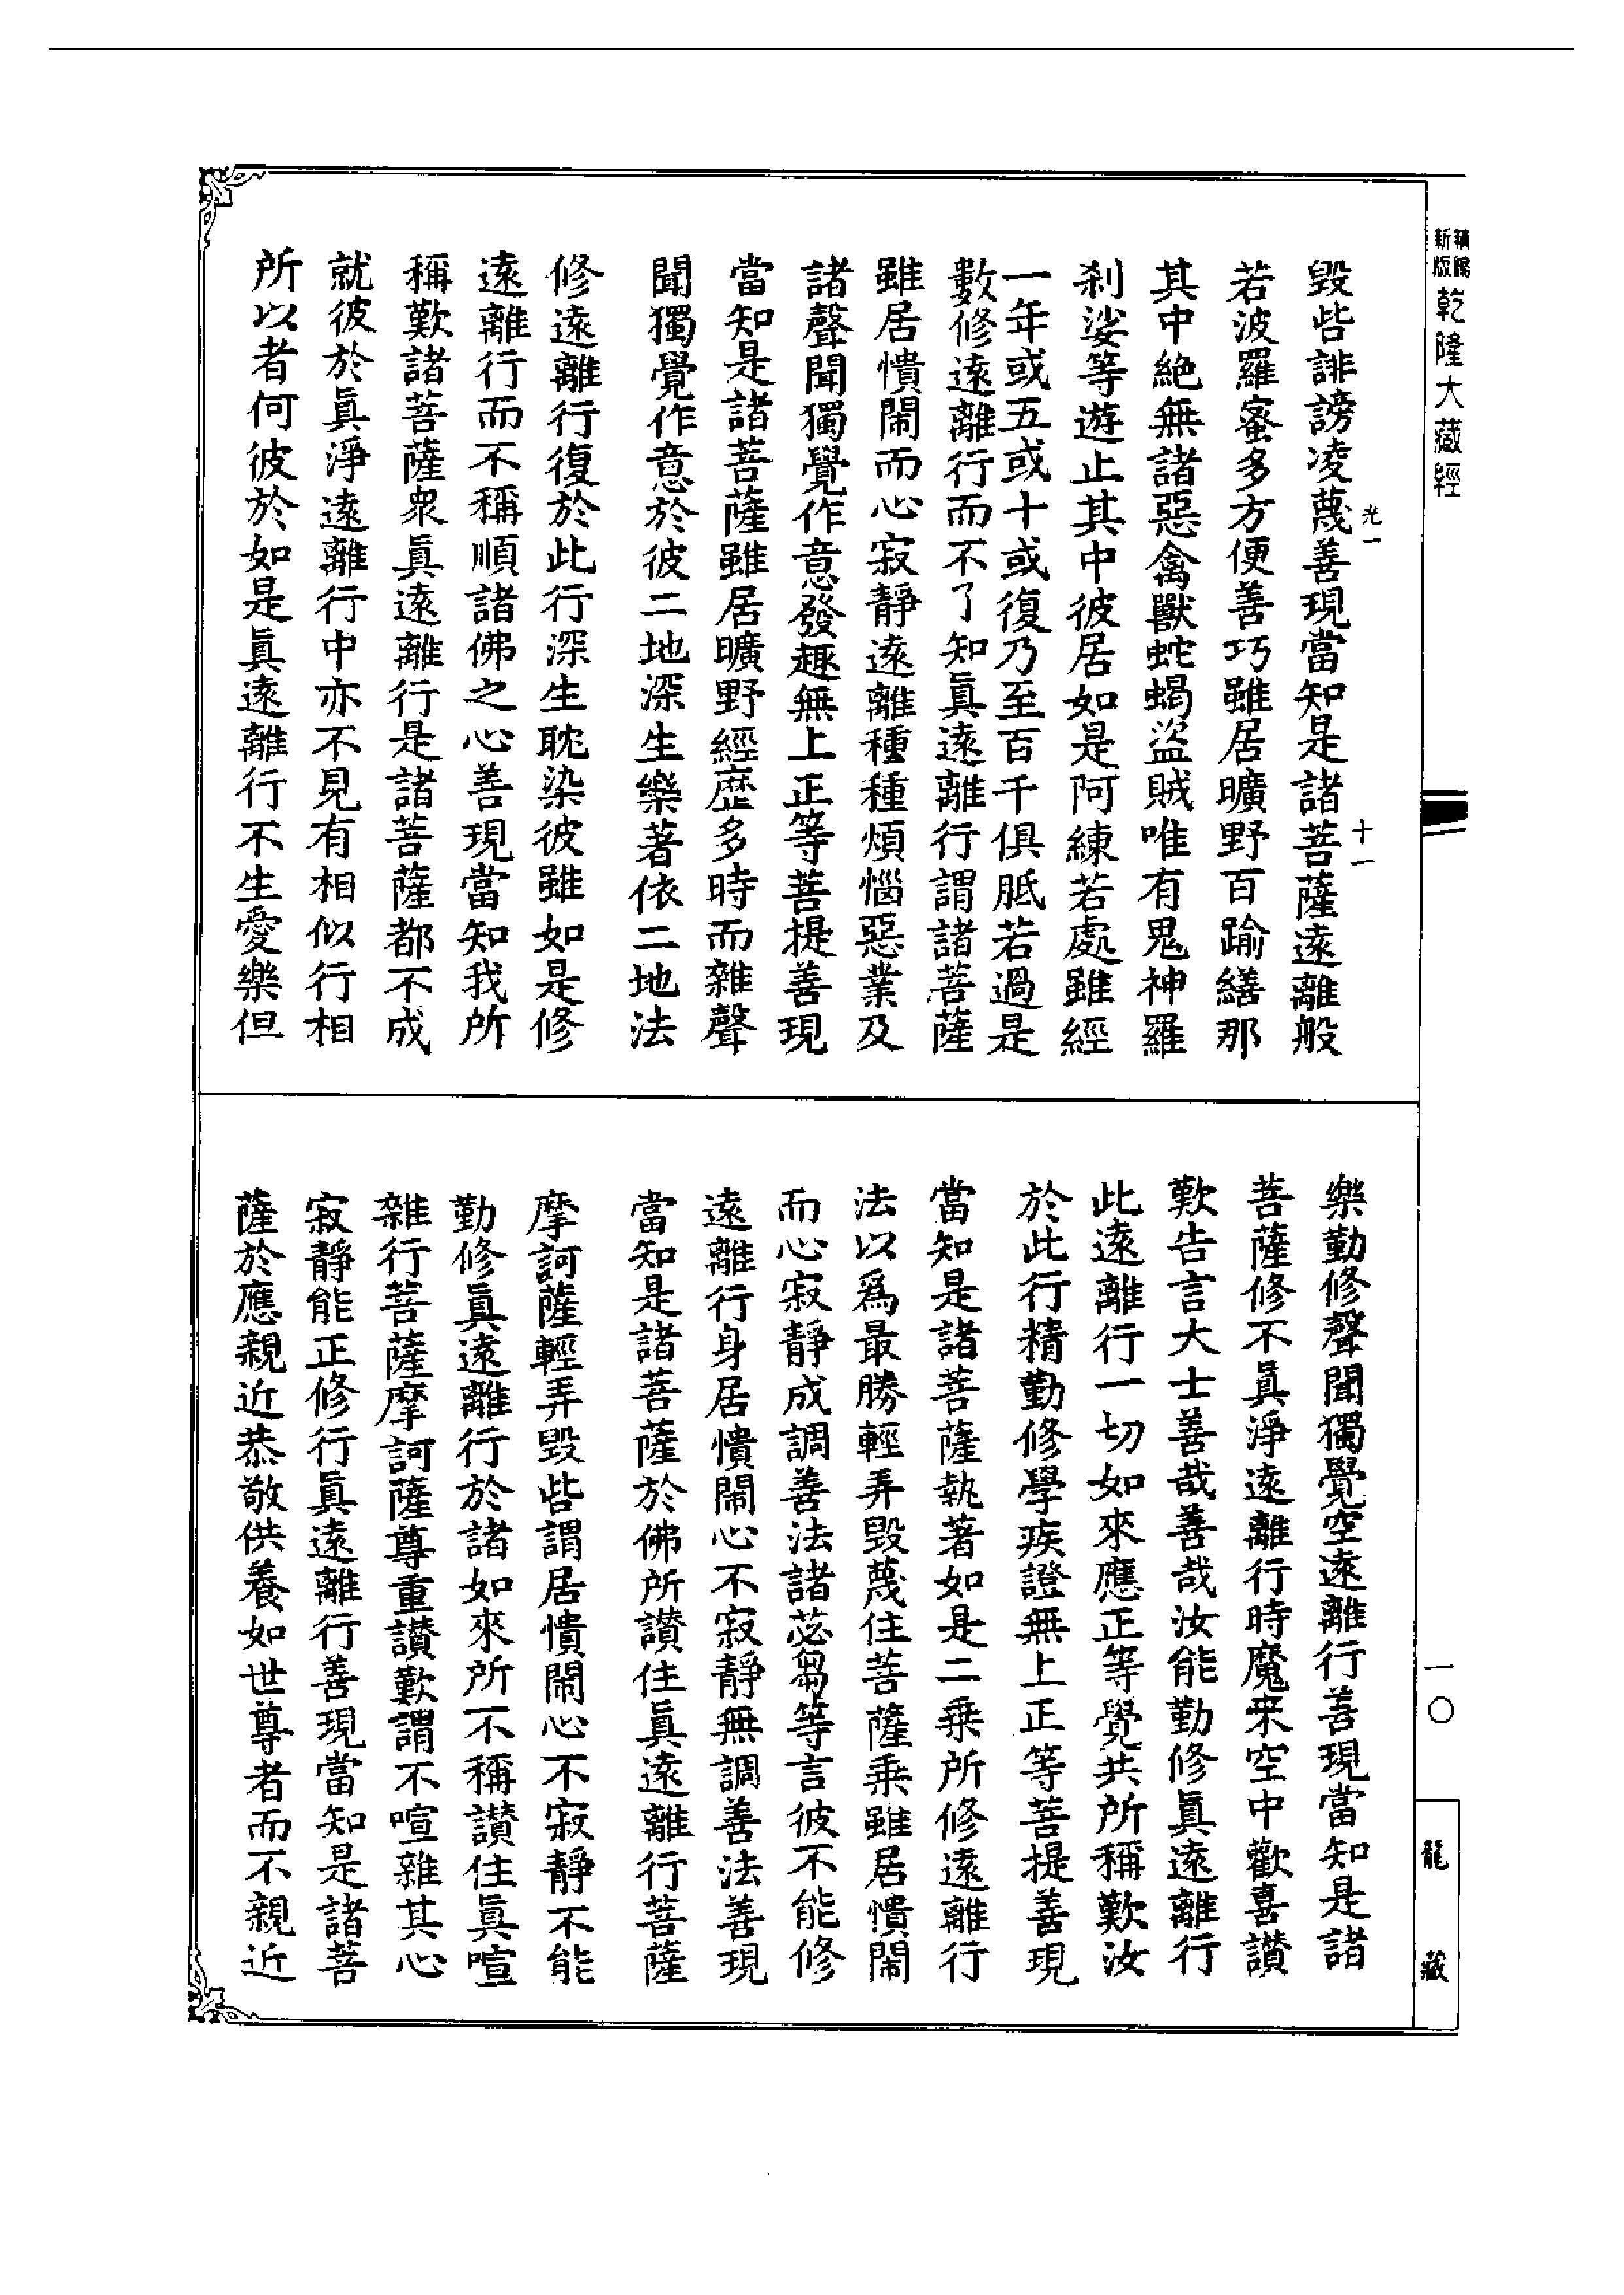 新版精縮
乾隆大藏經
光一
十一
毀呰誹謗凌蔑善現當知是諸菩薩遠離般
若波羅蜜多方便善巧雖居曠野百踰繕那
其中絶無諸惡禽獸蛇蝎盜賊唯有鬼神羅
刹娑等遊止其中彼居如是阿練若處雖經
一年或五或十或復乃至百千俱胝若過是
數修遠離行而不了知眞遠離行謂諸菩薩
雖居憒鬧而心寂靜遠離種種煩惱惡業及
諸聲聞獨覺作意發趣無上正等菩提善現
當知是諸菩薩雖居曠野經歷多時而雜聲
聞獨覺作意於彼二地深生樂著依二地法
修遠離行復於此行深生耽染彼雖如是修
遠離行而不稱順諸佛之心善現當知我所
稱歎諸菩薩衆眞遠離行是諸菩薩都不成
就彼於眞淨遠離行中亦不見有相似行相
所以者何彼於如是眞遠離行不生愛樂但
樂勤修聲聞獨覺空遠離行善現當知是諸
菩薩修不眞淨遠離行時魔來空中歡喜讃
歎告言大士善哉善哉汝能勤修眞遠離行
此遠離行一切如來應正等覺共所稱歎汝
於此行精勤修學疾證無上正等菩提善現
當知是諸菩薩執著如是二乘所修遠離行
法以爲最勝輕弄毀蔑住菩薩乘雖居憒鬧
而心寂靜成調善法諸苾芻等言彼不能修
遠離行身居憒鬧心不寂靜無調善法善現
當知是諸菩薩於佛所讃住眞遠離行菩薩
摩訶薩輕弄毀呰謂居憒鬧心不寂靜不能
勤修眞遠離行於諸如來所不稱讃住眞喧
雜行菩薩摩訶薩尊重讃歎謂不喧雜其心
寂靜能正修行眞遠離行善現當知是諸菩
薩於應親近恭敬供養如世尊者而不親近
一〇
龍藏